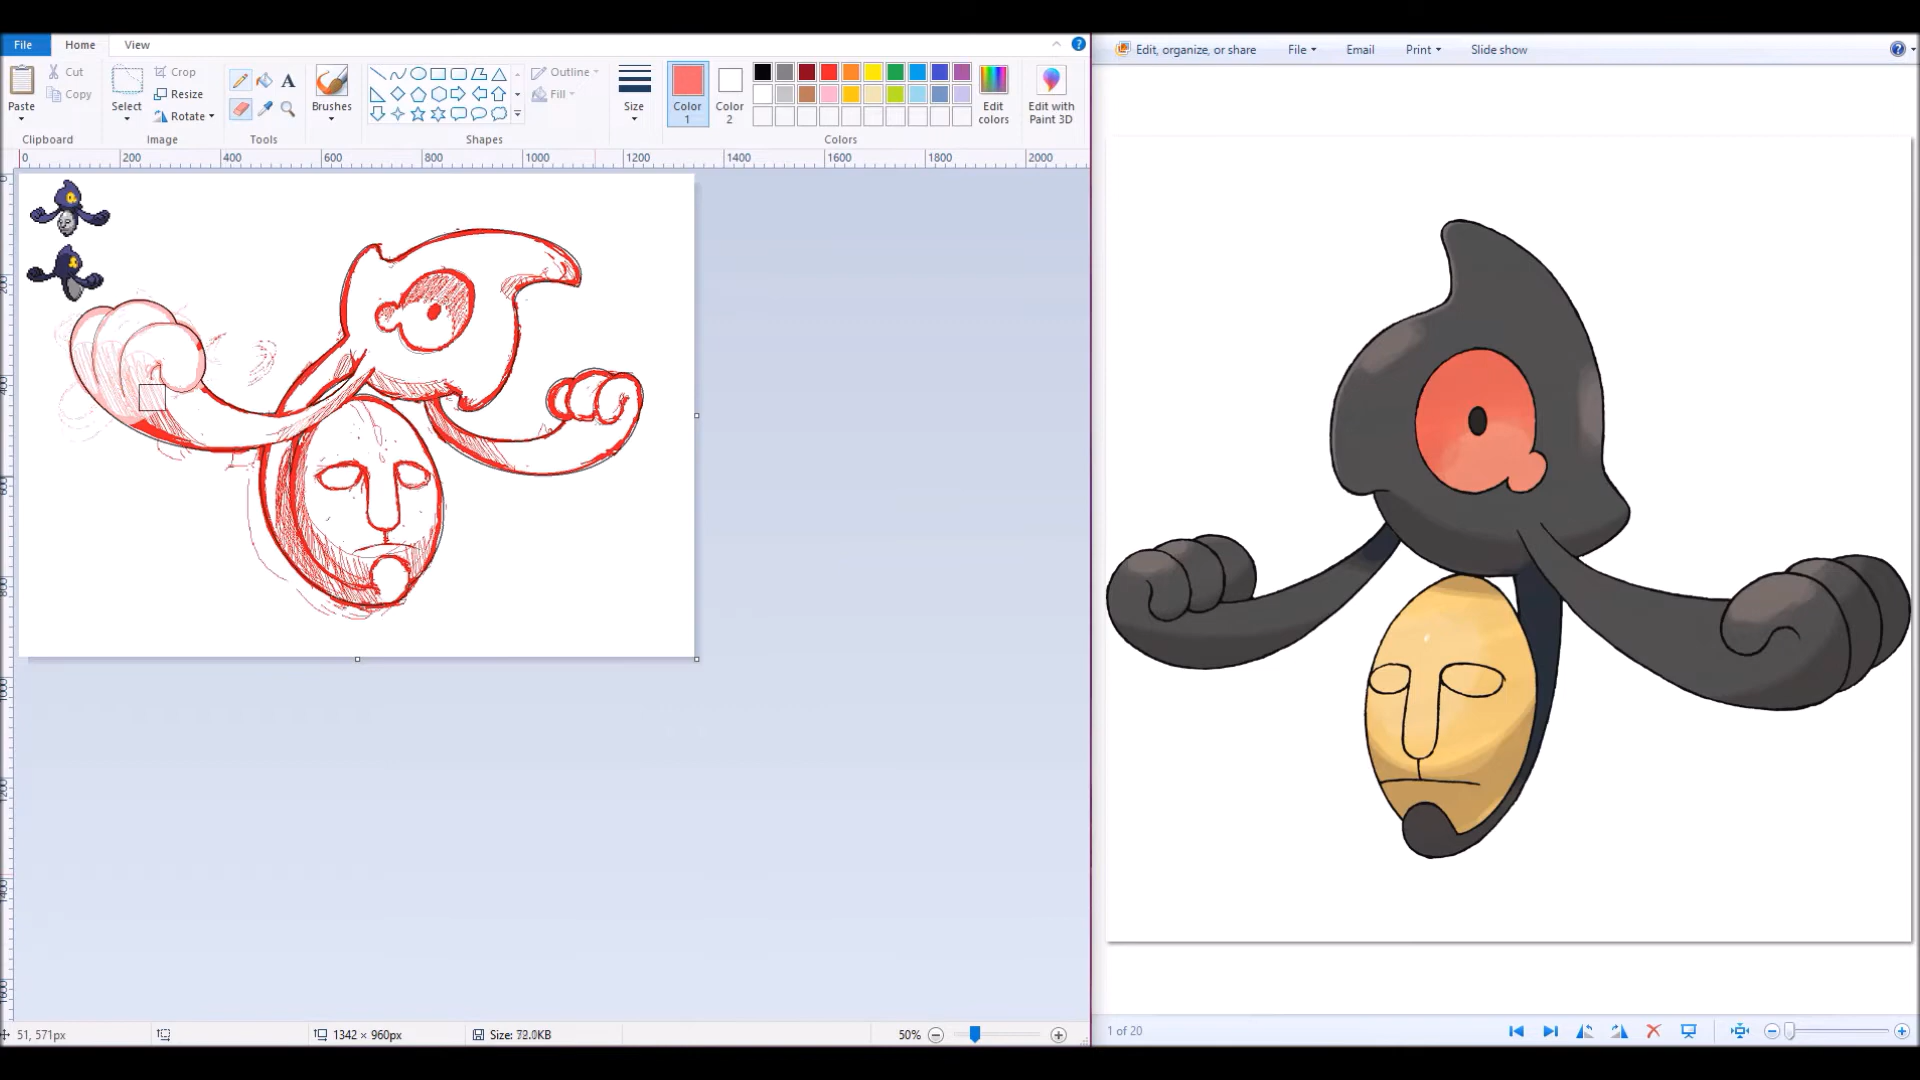 File Home View
Cut
Copy
Paste
Clipboard
Select
Crop
Resize
Rotate
Image
A
Tools
Brushes
Outline
Fill
Shapes
Size
Color 1
Color 2
Edit colors
Colors
Edit with Paint 3D
0 200 400 600 800 1000 1200 1400 1600 1800 2000
51, 571px
1342 × 960px
50%
Edit, organize, or share File Email Print Slide show
1 of 20